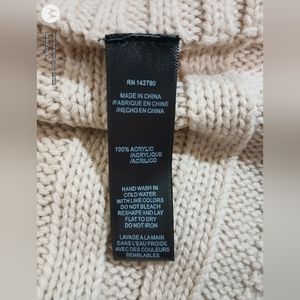 RN 142790
MADE IN CHINA
/FABRIQUE EN CHINE
/HECHO EN CHINA
100% ACRYLIC
/ACRYLIQUE
/ACRILICO
HAND WASH IN
COLD WATER
WITH LIKE COLORS
DO NOT BLEACH
RESHAPE AND LAY
FLAT TO DRY
DO NOT IRON
LAVAGE A LA MAIN
DANS L'EAU FROIDE
AVEC DES COULEURS
SEMBLABLES